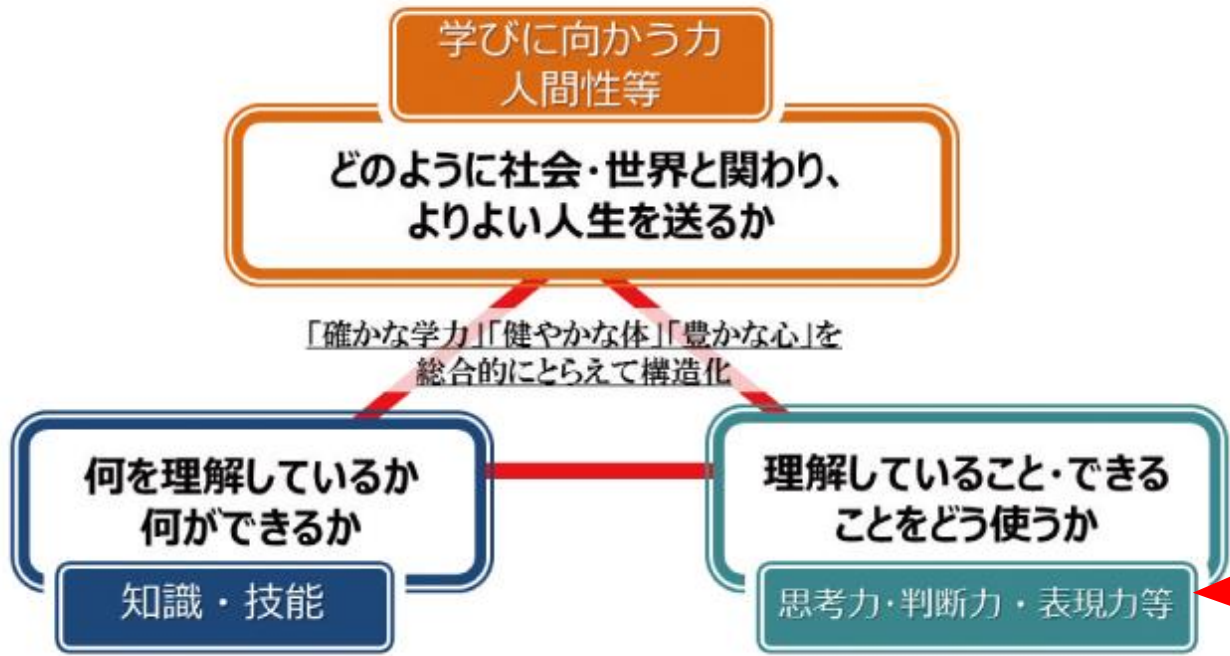 学びに向かう力
人間性等
どのように社会・世界と関わり、
よりよい人生を送るか
「確かな学力」「健やかな体」「豊かな心」を
総合的にとらえて構造化
何を理解しているか
何ができるか
知識・技能
理解していること・できる
ことをどう使うか
思考力・判断力・表現力等